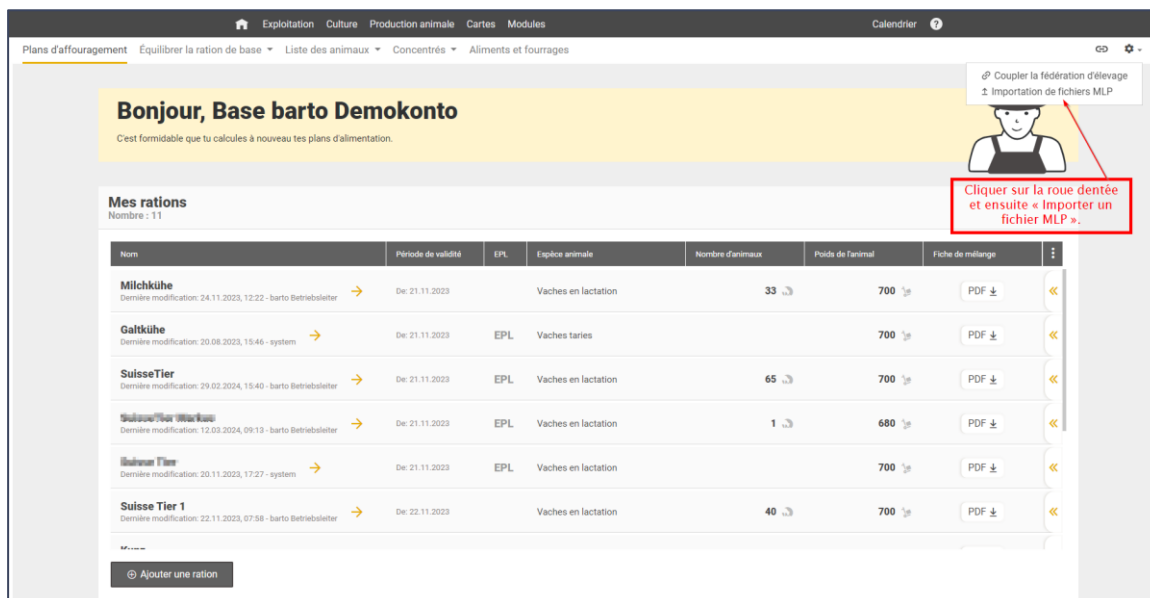 Exploitation Culture Production animale Cartes Modules Calendrier ?
Plans d'affouragement Équilibrer la ration de base Liste des animaux Concentrés Aliments et fourrages
Coupler la fédération d'élevage
Importation de fichiers MLP
Bonjour, Base barto Demokonto
C'est formidable que tu calcules à nouveau tes plans d'alimentation.
Cliquer sur la roue dentée
et ensuite « Importer un
fichier MLP ».
Mes rations
Nombre : 11
Nom Période de validité EPL Espèce animale Nombre d'animaux Poids de l'animal Fiche de mélange
Milchkühe
Dernière modification: 24.11.2023, 12:22 - barto Betriebsleiter De: 21.11.2023 Vaches en lactation 33 700 PDF
Galtkühe
Dernière modification: 20.08.2023, 15:46 - system De: 21.11.2023 EPL Vaches taries 700 PDF
SuisseTier
Dernière modification: 29.02.2024, 15:40 - barto Betriebsleiter De: 21.11.2023 EPL Vaches en lactation 65 700 PDF
Dernière modification: 12.03.2024, 09:13 - barto Betriebsleiter De: 21.11.2023 EPL Vaches en lactation 1 680 PDF
Dernière modification: 20.11.2023, 17:27 - system De: 21.11.2023 EPL Vaches en lactation 700 PDF
Suisse Tier 1
Dernière modification: 22.11.2023, 07:58 - barto Betriebsleiter De: 22.11.2023 Vaches en lactation 40 700 PDF
Ajouter une ration